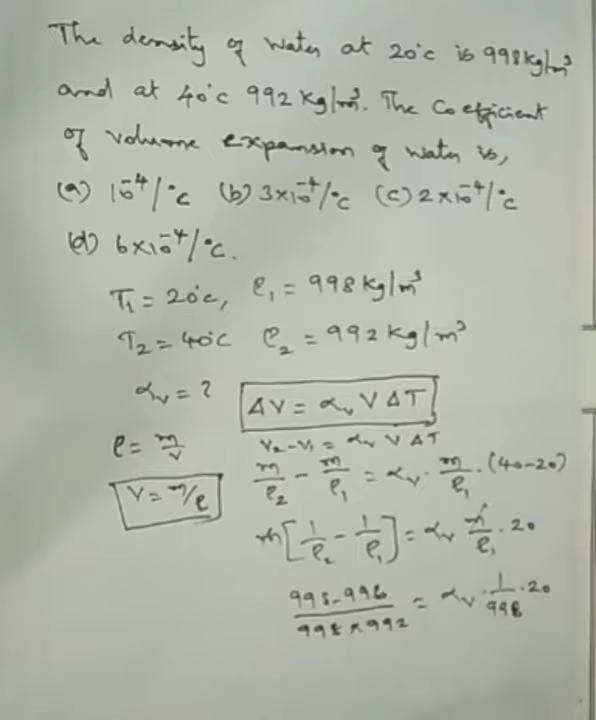 The density of water at 20°c is 998kg/m³
and at 40°c 992 kg/m³. The Coefficient
of volume expansion of water is,
(a) 10⁻⁴/°c (b) 3×10⁻⁴/°c (c) 2×10⁻⁴/°c
(d) 6×10⁻⁴/°C.
T₁ = 20°c, ρ₁ = 998 kg/m³
T₂ = 40°C ρ₂ = 992 kg/m³
αᵥ = ? ΔV = αᵥ V ΔT
ρ = m/v V₂-V₁ = αᵥ V ΔT
V = m/ρ m/ρ₂ - m/ρ₁ = αᵥ. m/ρ₁ . (40-20)
m[1/ρ₂ - 1/ρ₁] = αᵥ m/ρ₁ . 20
998-996/998×992 = αᵥ . 1/998 . 20